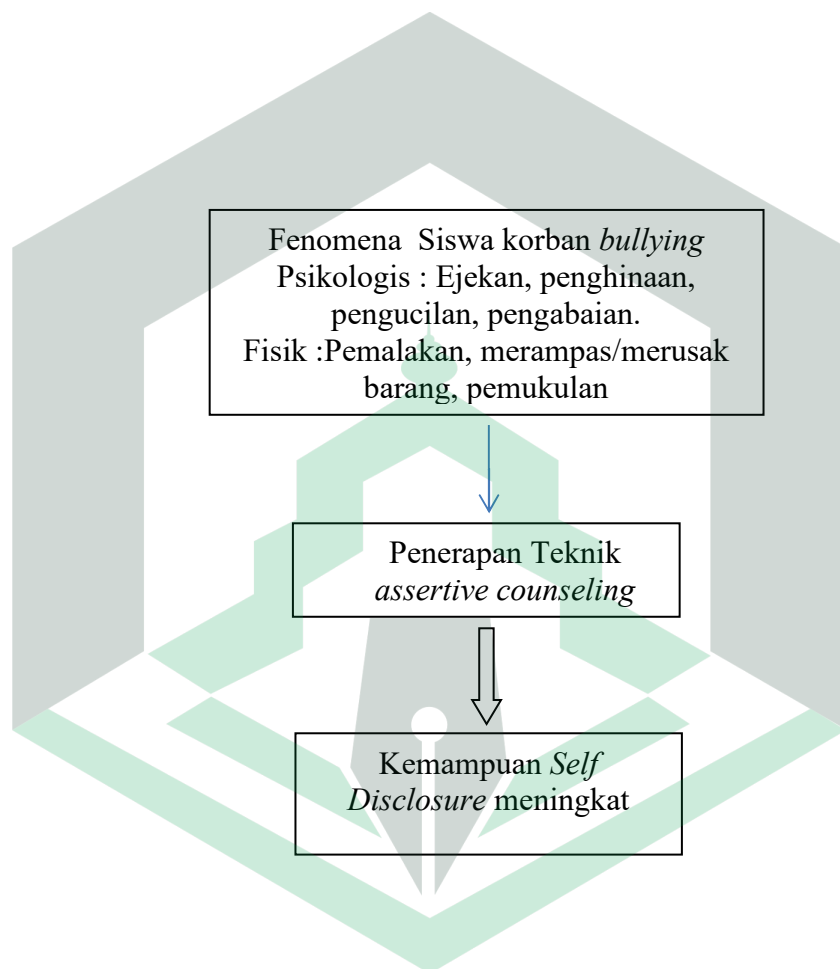 Fenomena Siswa korban bullying
Psikologis : Ejekan, penghinaan,
pengucilan, pengabaian.
Fisik :Pemalakan, merampas/merusak
barang, pemukulan
Penerapan Teknik
assertive counseling
Kemampuan Self
Disclosure meningkat